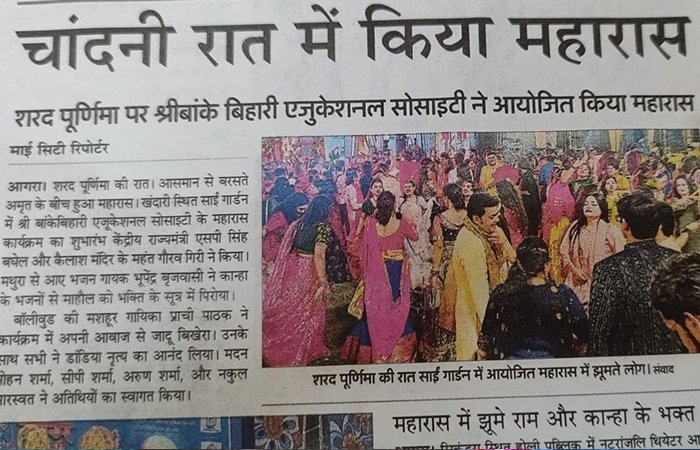 चांदनी रात में किया महारास
शरद पूर्णिमा पर श्रीबांके बिहारी एजुकेशनल सोसाइटी ने आयोजित किया महारास
माई सिटी रिपोर्टर
आगरा। शरद पूर्णिमा की रात। आसमान से बरसते
अमृत के बीच हुआ महारास। खंदारी स्थित साईं गार्डन
में श्री बांकेबिहारी एजूकेशनल सोसाइटी के महारास
कार्यक्रम का शुभारंभ केंद्रीय राज्यमंत्री एसपी सिंह
बघेल और कैलाश मंदिर के महंत गौरव गिरी ने किया।
मथुरा से आए भजन गायक भूपेंद्र बृजवासी ने कान्हा
के भजनों से माहौल को भक्ति के सूत्र में पिरोया।
बॉलीवुड की मशहूर गायिका प्राची पाठक ने
कार्यक्रम में अपनी आवाज से जादू बिखेरा। उनके
साथ सभी ने डांडिया नृत्य का आनंद लिया। मदन
मोहन शर्मा, सीपी शर्मा, अरुण शर्मा, और नकुल
सारस्वत ने अतिथियों का स्वागत किया।
शरद पूर्णिमा की रात साईं गार्डन में आयोजित महारास में झूमते लोग। संवाद
महारास में झूमे राम और कान्हा के भक्त
स्थित होली पब्लिक में नटरांजलि थियेटर